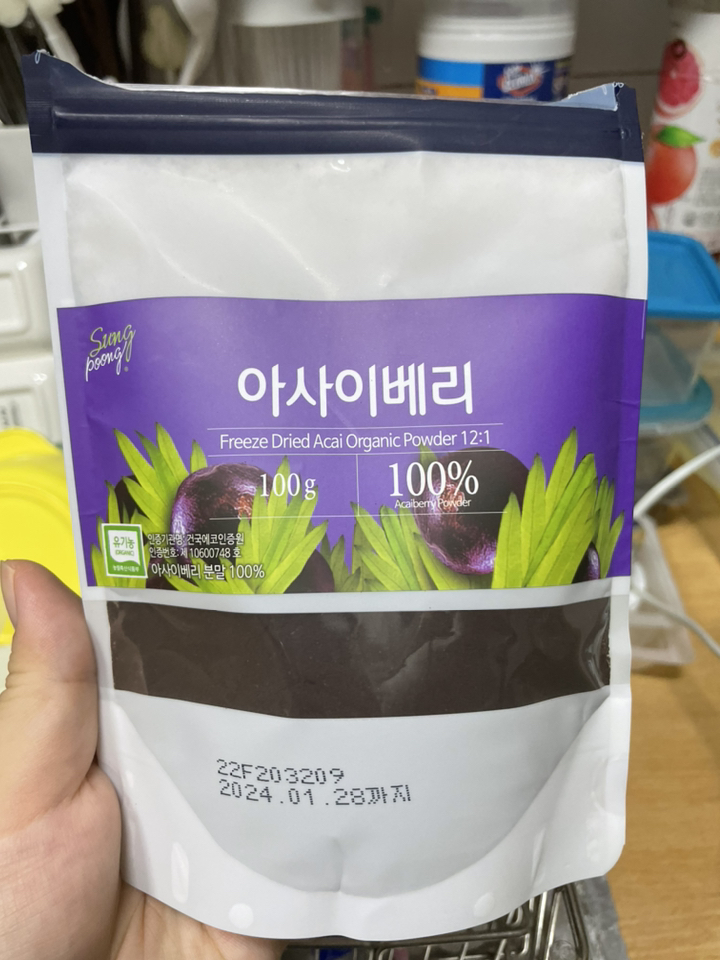 Sung
poong
아사이베리
Freeze Dried Acai Organic Powder 12:1
100g
100%
Acaiberry Powder
유기농
(ORGANIC)
인증기관명: 건국에코인증원
인증번호: 제 10600748 호
아사이베리 분말 100%
22F203209
2024.01.28까지